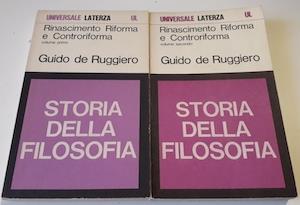 UNIVERSALE LATERZA UL
Rinascimento Riforma
e Controriforma
volume primo
Guido de Ruggiero
STORIA
DELLA
FILOSOFIA
UNIVERSALE LATERZA UL
Rinascimento Riforma
e Controriforma
volume secondo
Guido de Ruggiero
STORIA
DELLA
FILOSOFIA